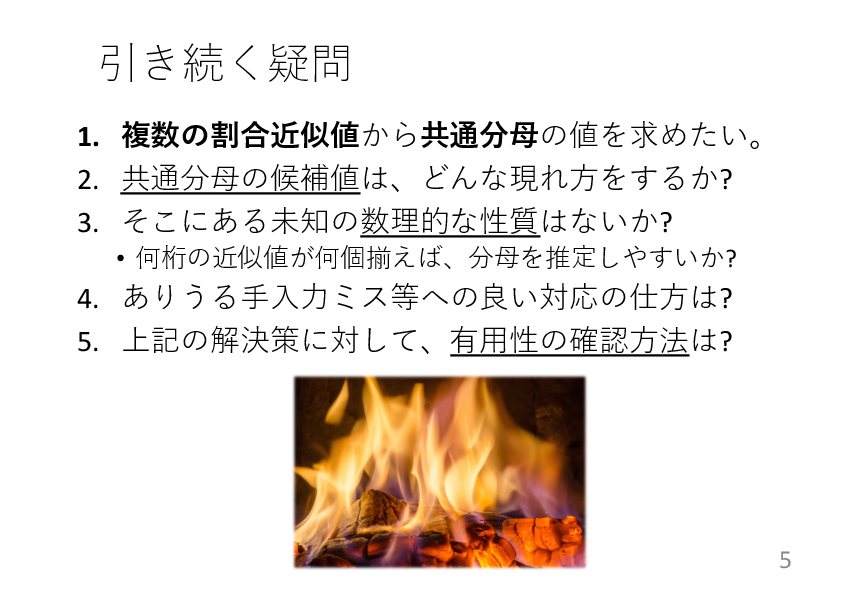 引き続く疑問
1. 複数の割合近似値から共通分母の値を求めたい。
2. 共通分母の候補値は、どんな現れ方をするか?
3. そこにある未知の数理的な性質はないか?
• 何桁の近似値が何個揃えば、分母を推定しやすいか?
4. ありうる手入力ミス等への良い対応の仕方は?
5. 上記の解決策に対して、有用性の確認方法は?
5